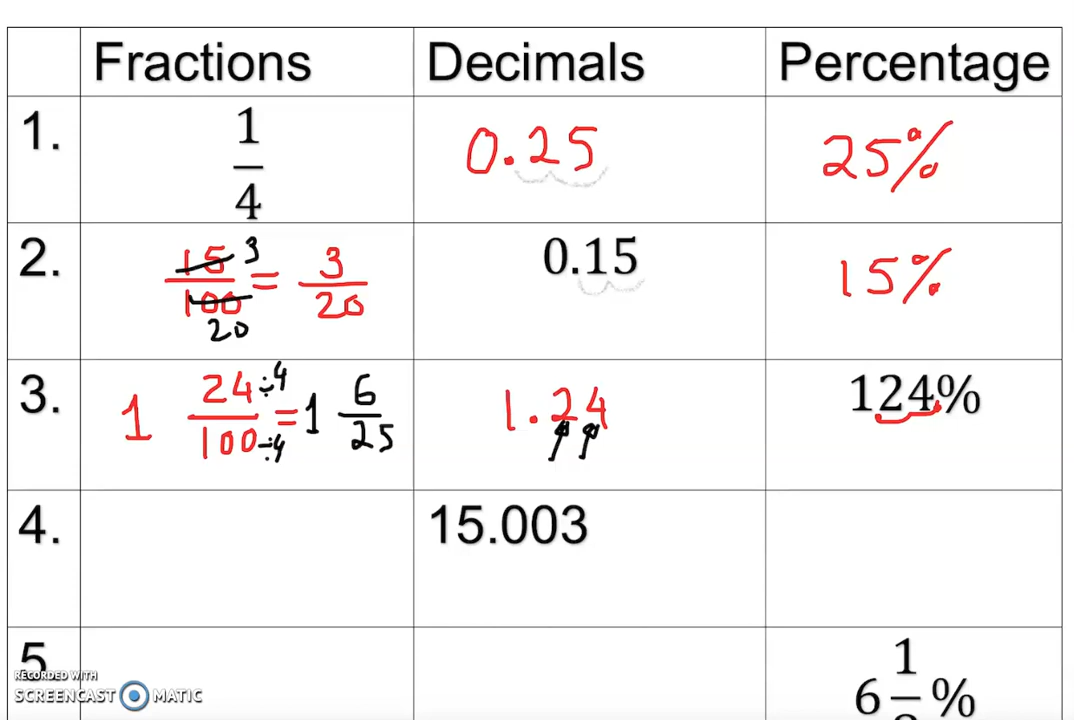 Fractions Decimals Percentage
1. 1/4 0.25 25%
2. 15/100 3 20 = 3/20 0.15 15%
3. 1 24/100 ÷4 ÷4 = 1 6/25 1.24 124%
4. 15.003
5 6 1/ %
RECORDED WITH
SCREENCAST MATIC